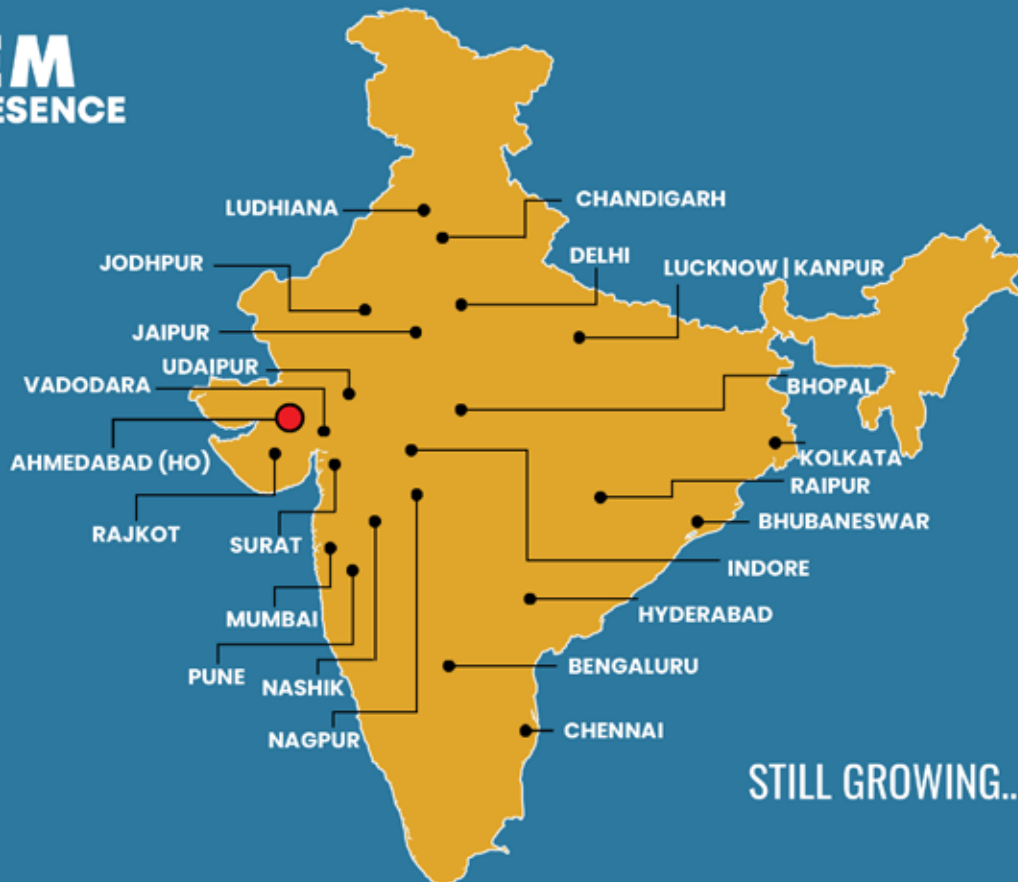 EM
ESENCE
LUDHIANA
CHANDIGARH
JODHPUR
DELHI
LUCKNOW | KANPUR
JAIPUR
UDAIPUR
VADODARA
BHOPAL
AHMEDABAD (HO)
KOLKATA
RAIPUR
RAJKOT
SURAT
BHUBANESWAR
INDORE
MUMBAI
HYDERABAD
PUNE
NASHIK
BENGALURU
NAGPUR
CHENNAI
STILL GROWING..